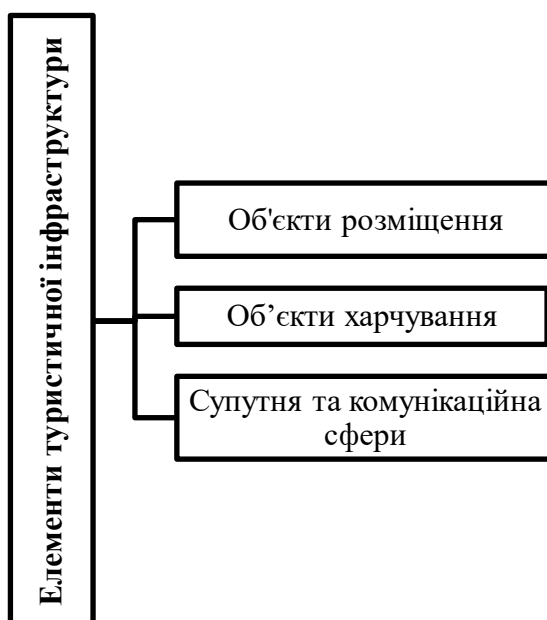 Елементи туристичної інфраструктури
Об'єкти розміщення
Об’єкти харчування
Супутня та комунікаційна
сфери